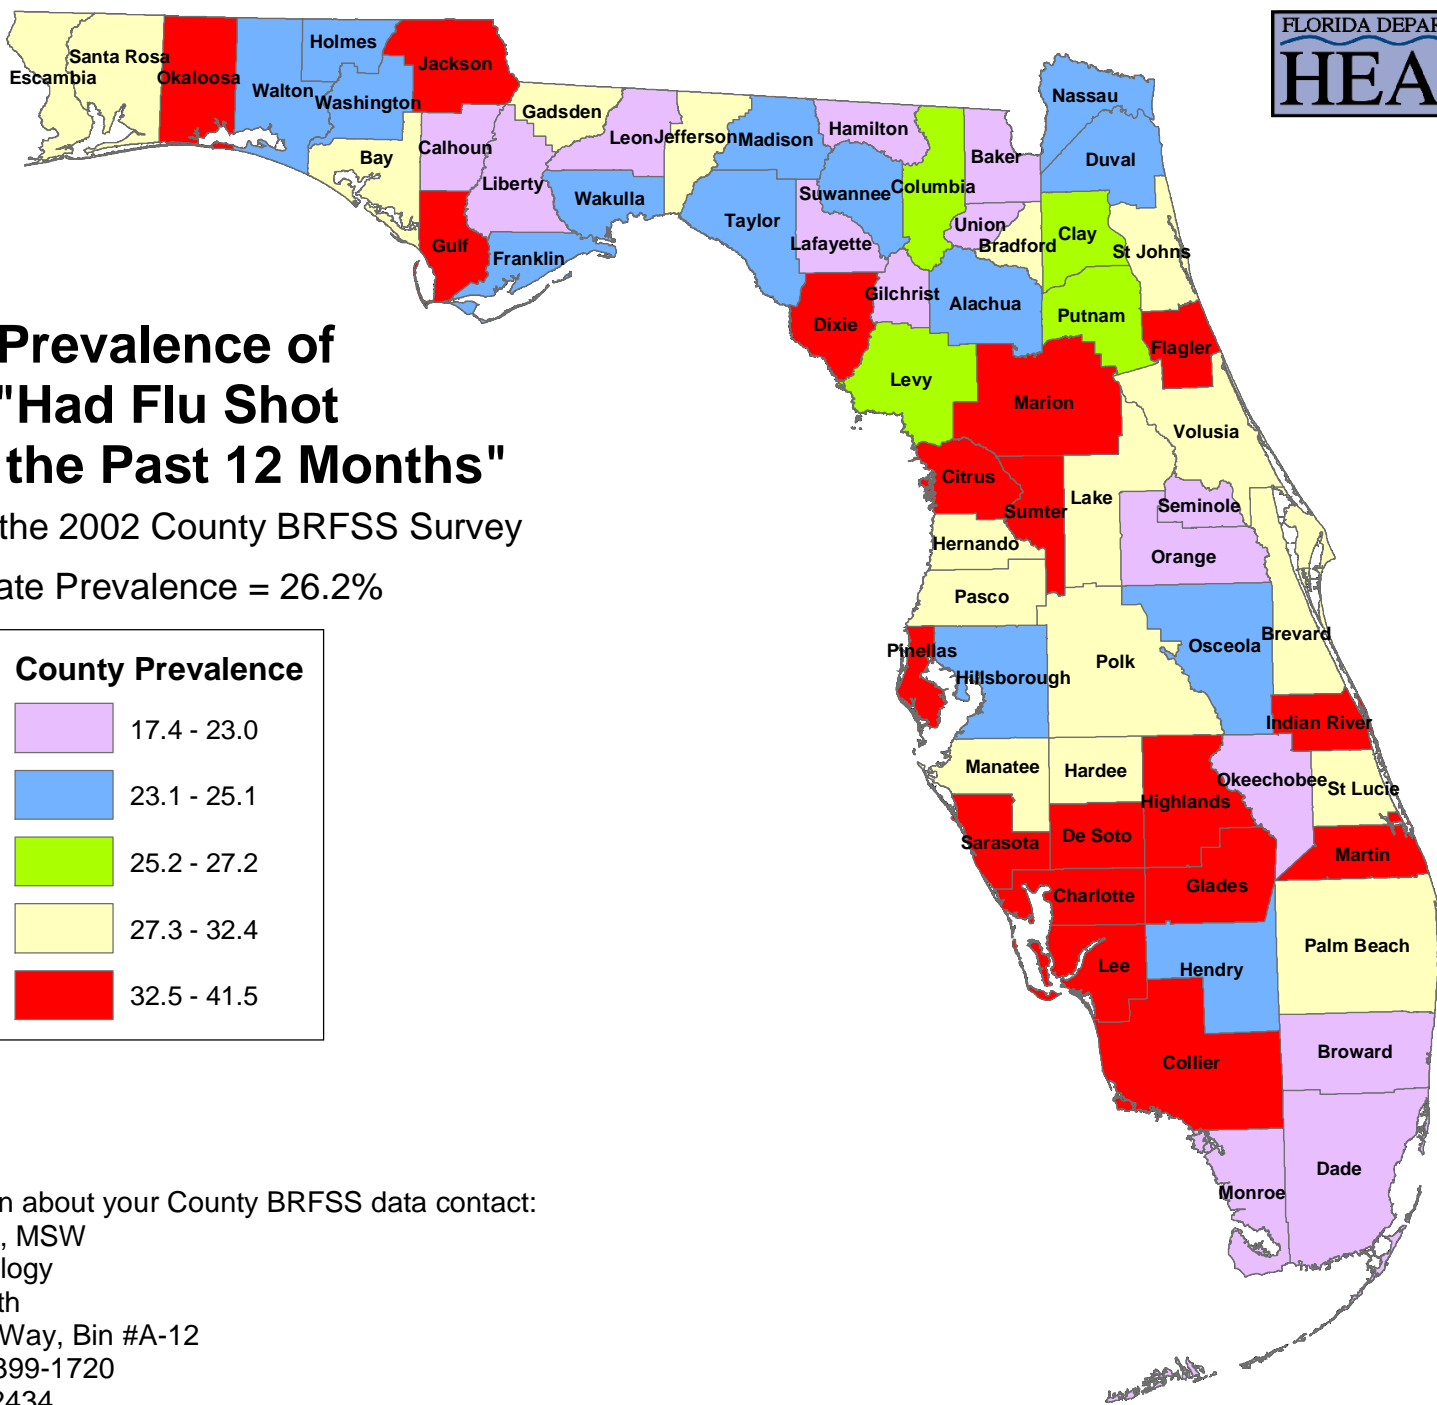 FLORIDA DEPAR
HEA
Holmes
Santa Rosa
Jackson
Escambia
Okaloosa
Walton
Washington
Nassau
Gadsden
Hamilton
Leon
Jefferson
Madison
Calhoun
Bay
Baker
Duval
Liberty
Suwannee
Columbia
Wakulla
Taylor
Union
Clay
Lafayette
Bradford
St Johns
Gulf
Franklin
Gilchrist
Alachua
Putnam
Dixie
Flagler
Levy
Marion
Volusia
Citrus
Lake
Seminole
Sumter
Hernando
Orange
Pasco
Brevard
Osceola
Pinellas
Polk
Hillsborough
Indian River
Manatee
Hardee
Okeechobee
St Lucie
Highlands
Sarasota
De Soto
Martin
Glades
Charlotte
Palm Beach
Lee
Hendry
Broward
Collier
Dade
Monroe
Prevalence of
"Had Flu Shot
the Past 12 Months"
the 2002 County BRFSS Survey
ate Prevalence = 26.2%
County Prevalence
17.4 - 23.0
23.1 - 25.1
25.2 - 27.2
27.3 - 32.4
32.5 - 41.5
n about your County BRFSS data contact:
, MSW
logy
th
Way, Bin #A-12
399-1720
2434